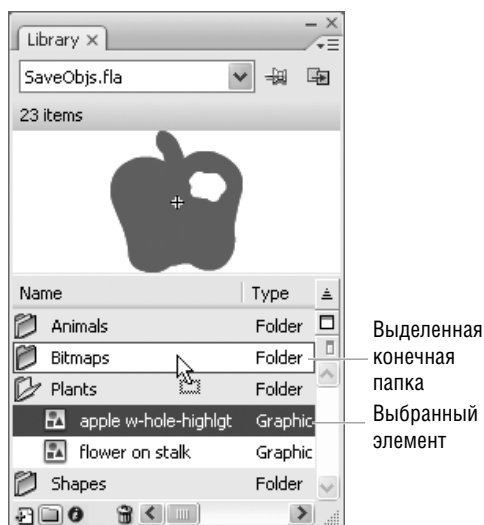 Library
SaveObjs.fla
23 items
Name Type
Animals Folder
Bitmaps Folder
Plants Folder
apple w-hole-highlgt Graphic
flower on stalk Graphic
Shapes Folder
Выделенная
конечная
папка
Выбранный
элемент